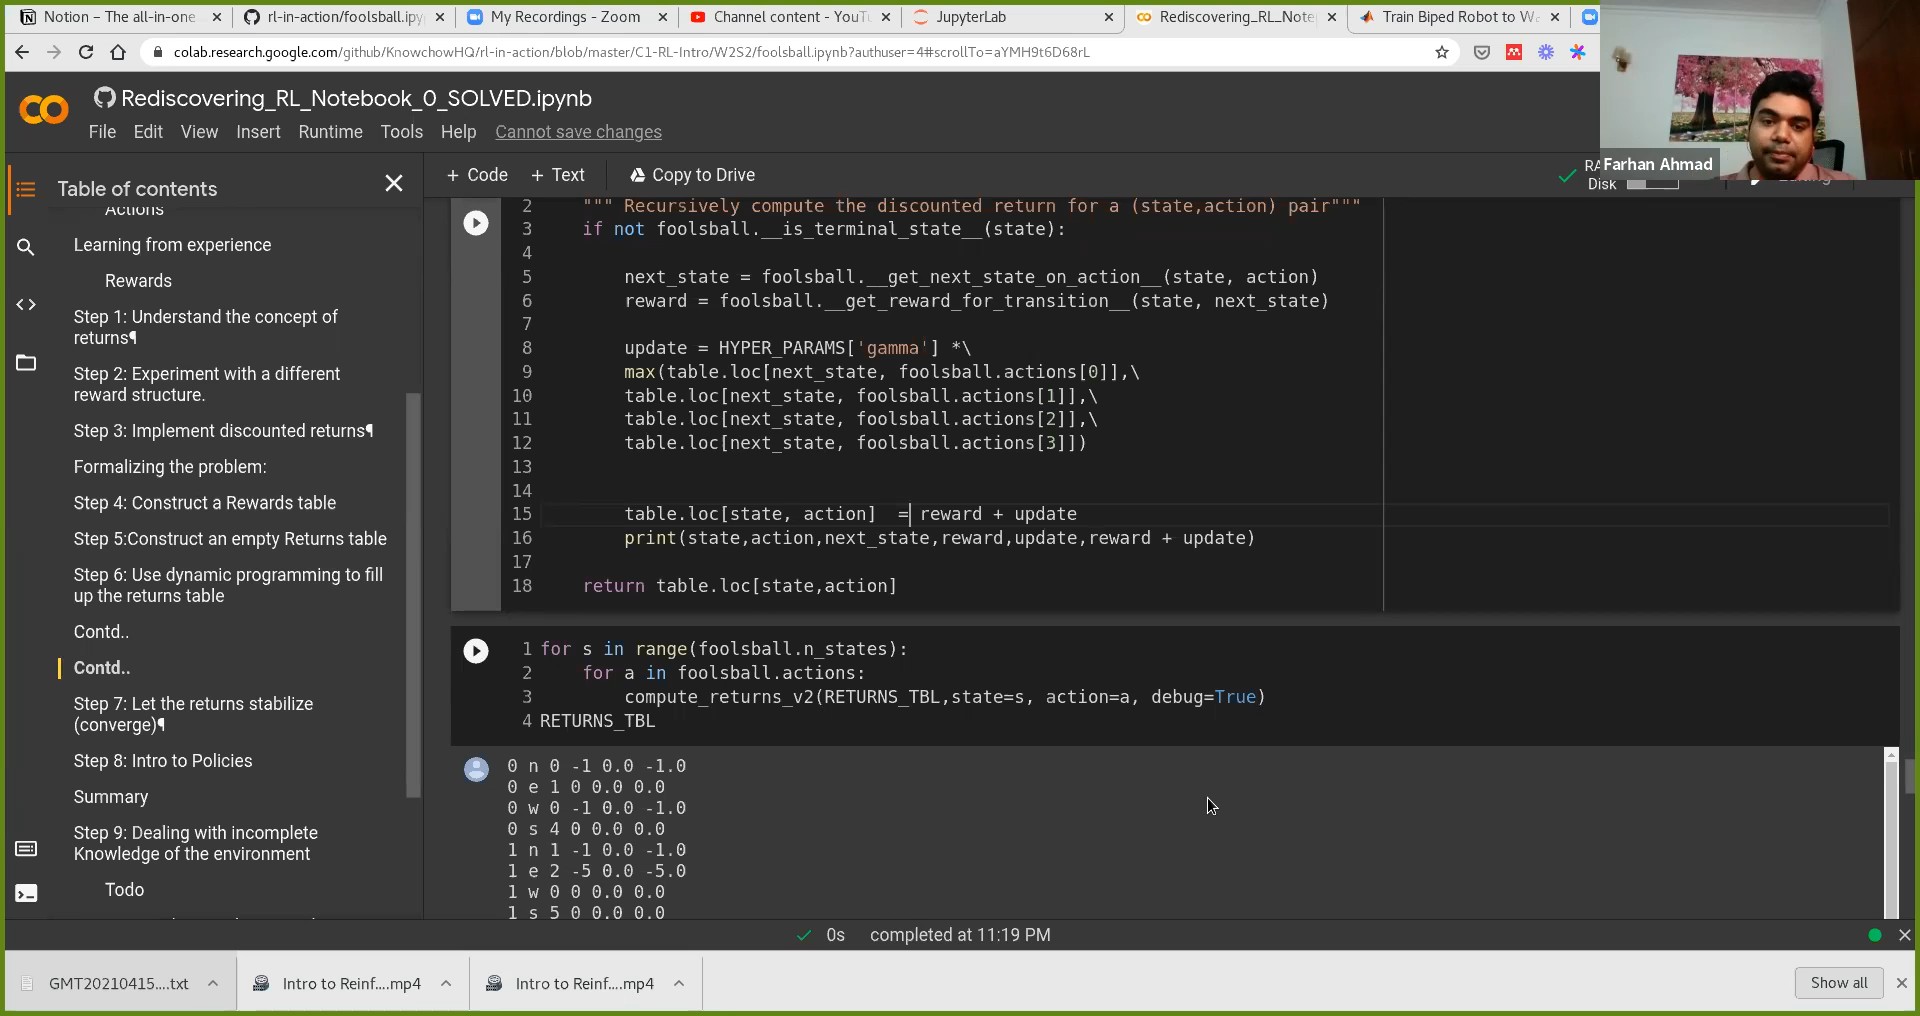 Notion – The all-in-one
rl-in-action/foolsball.ipy
My Recordings - Zoom
Channel content - YouTu
JupyterLab
Rediscovering_RL_Note
Train Biped Robot to Wa
colab.research.google.com/github/KnowchowHQ/rl-in-action/blob/master/C1-RL-Intro/W2S2/foolsball.ipynb?authuser=4#scrollTo=aYMH9t6D68rL
Rediscovering_RL_Notebook_0_SOLVED.ipynb
File Edit View Insert Runtime Tools Help Cannot save changes
Farhan Ahmad
+ Code + Text Copy to Drive
RA
Disk
Table of contents
Actions
Learning from experience
Rewards
Step 1: Understand the concept of
returns¶
Step 2: Experiment with a different
reward structure.
Step 3: Implement discounted returns¶
Formalizing the problem:
Step 4: Construct a Rewards table
Step 5:Construct an empty Returns table
Step 6: Use dynamic programming to fill
up the returns table
Contd..
Contd..
Step 7: Let the returns stabilize
(converge)¶
Step 8: Intro to Policies
Summary
Step 9: Dealing with incomplete
Knowledge of the environment
Todo
2 """ Recursively compute the discounted return for a (state,action) pair"""
3 if not foolsball.__is_terminal_state__(state):
4
5 next_state = foolsball.__get_next_state_on_action__(state, action)
6 reward = foolsball.__get_reward_for_transition__(state, next_state)
7
8 update = HYPER_PARAMS['gamma'] *\
9 max(table.loc[next_state, foolsball.actions[0]],\
10 table.loc[next_state, foolsball.actions[1]],\
11 table.loc[next_state, foolsball.actions[2]],\
12 table.loc[next_state, foolsball.actions[3]])
13
14
15 table.loc[state, action]  = reward + update
16 print(state,action,next_state,reward,update,reward + update)
17
18 return table.loc[state,action]
1 for s in range(foolsball.n_states):
2 for a in foolsball.actions:
3 compute_returns_v2(RETURNS_TBL,state=s, action=a, debug=True)
4 RETURNS_TBL
0 n 0 -1 0.0 -1.0
0 e 1 0 0.0 0.0
0 w 0 -1 0.0 -1.0
0 s 4 0 0.0 0.0
1 n 1 -1 0.0 -1.0
1 e 2 -5 0.0 -5.0
1 w 0 0 0.0 0.0
1 s 5 0 0.0 0.0
0s completed at 11:19 PM
GMT20210415....txt
Intro to Reinf....mp4
Intro to Reinf....mp4
Show all